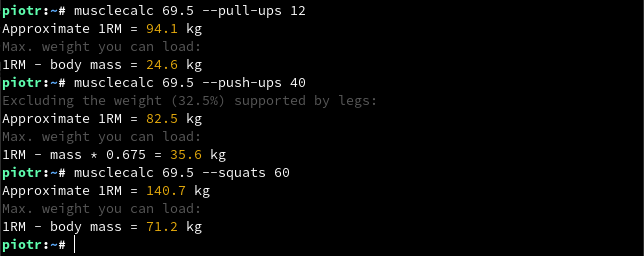 piotr:~# musclecalc 69.5 --pull-ups 12
Approximate 1RM = 94.1 kg
Max. weight you can load:
1RM - body mass = 24.6 kg
piotr:~# musclecalc 69.5 --push-ups 40
Excluding the weight (32.5%) supported by legs:
Approximate 1RM = 82.5 kg
Max. weight you can load:
1RM - mass * 0.675 = 35.6 kg
piotr:~# musclecalc 69.5 --squats 60
Approximate 1RM = 140.7 kg
Max. weight you can load:
1RM - body mass = 71.2 kg
piotr:~#